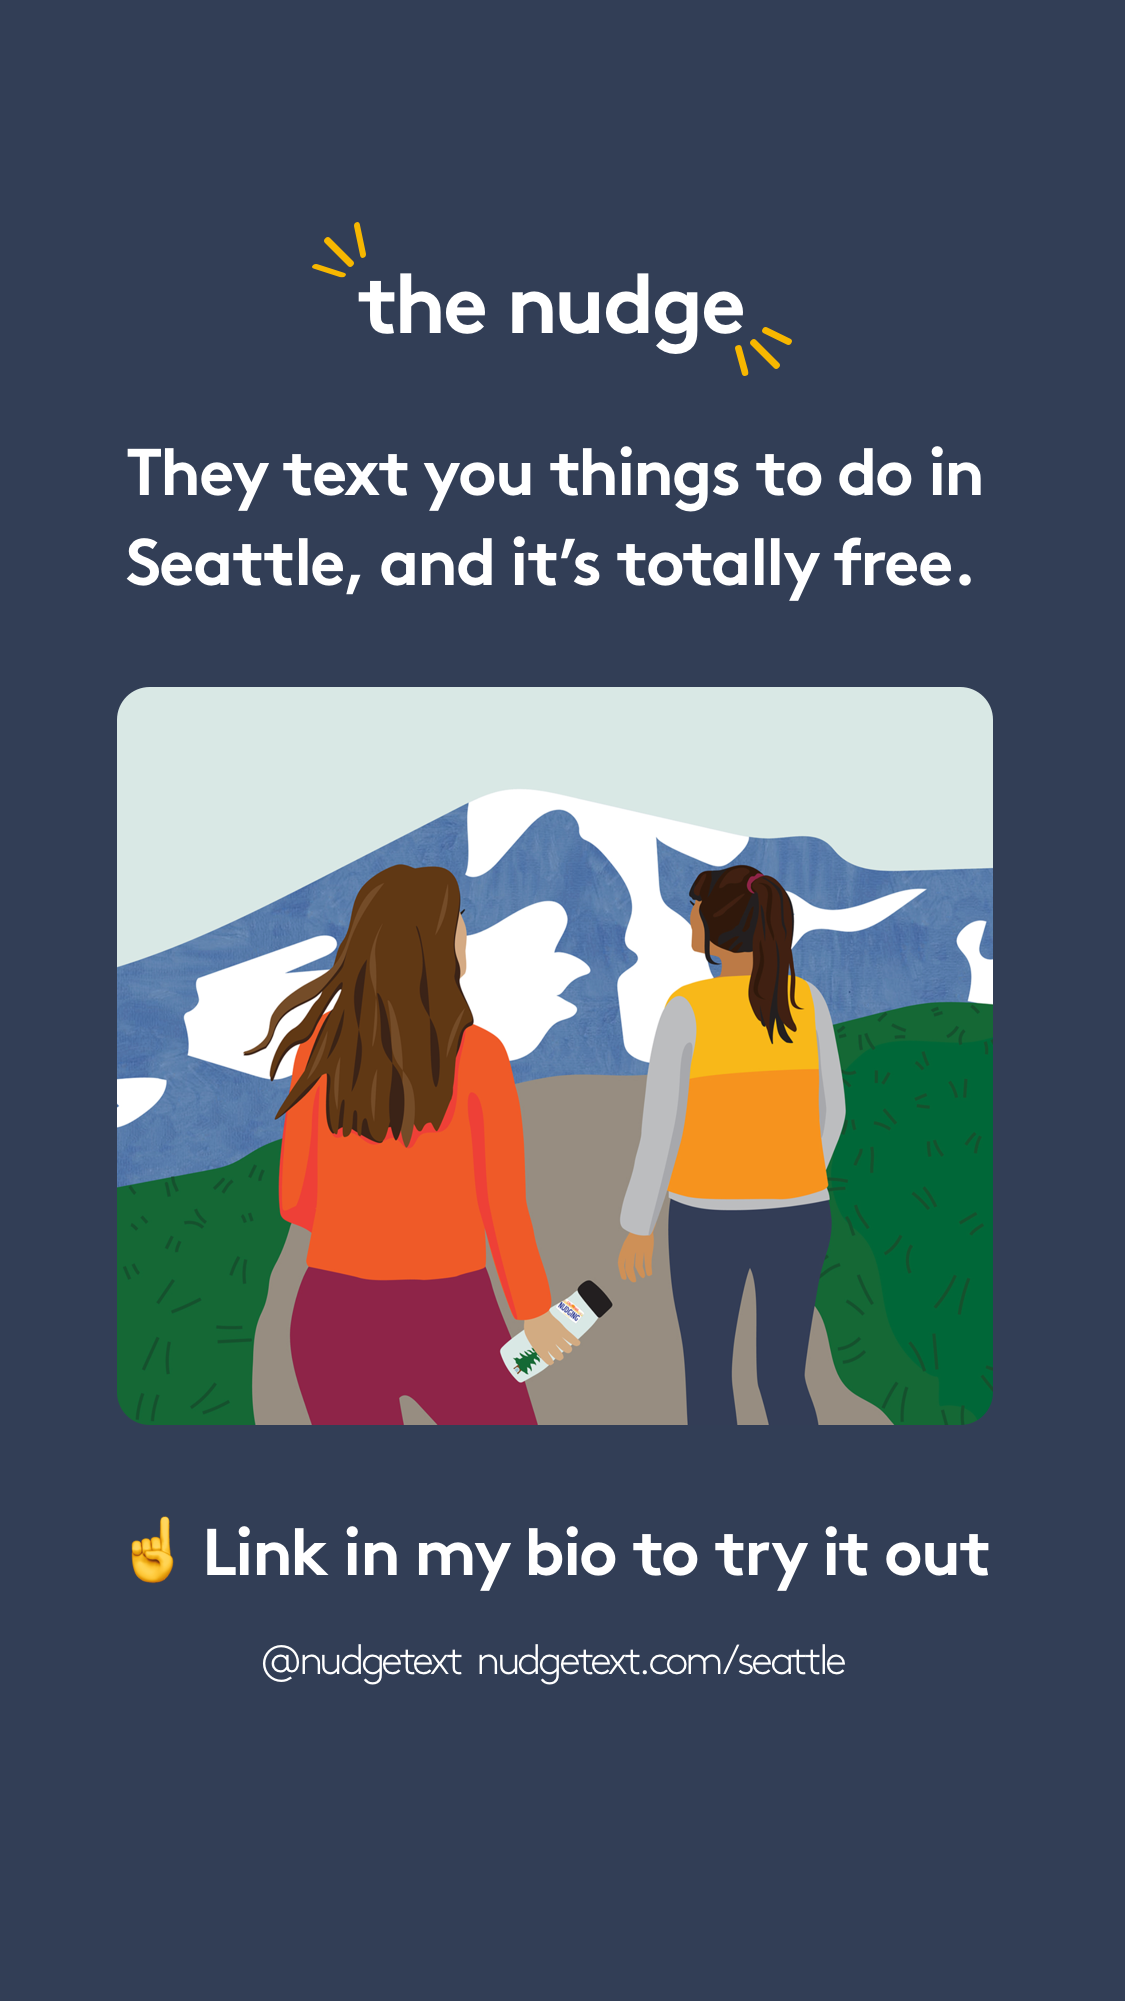 the nudge
They text you things to do in
Seattle, and it’s totally free.
NUDGING
☝️ Link in my bio to try it out
@nudgetext nudgetext.com/seattle